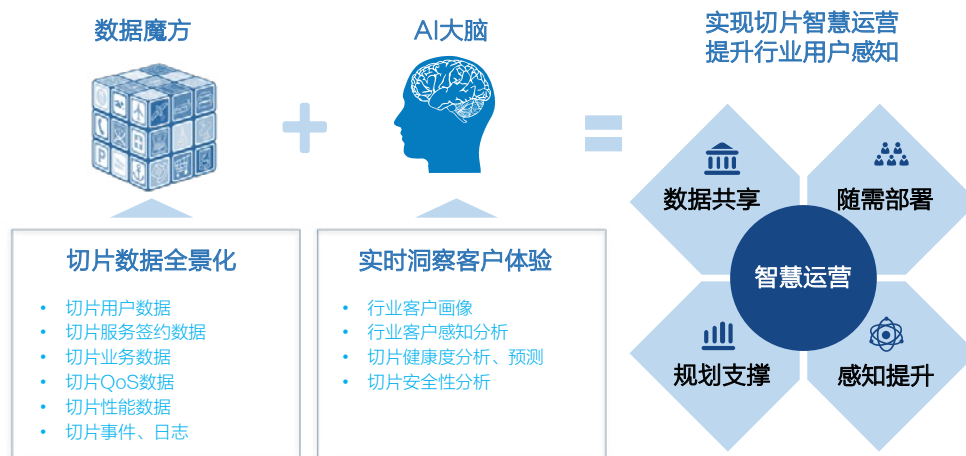 数据魔方
切片数据全景化
切片用户数据
切片服务签约数据
切片业务数据
切片QoS数据
切片性能数据
切片事件、日志
AI大脑
实时洞察客户体验
行业客户画像
行业客户感知分析
切片健康度分析、预测
切片安全性分析
实现切片智慧运营
提升行业用户感知
数据共享
随需部署
智慧运营
规划支撑
感知提升